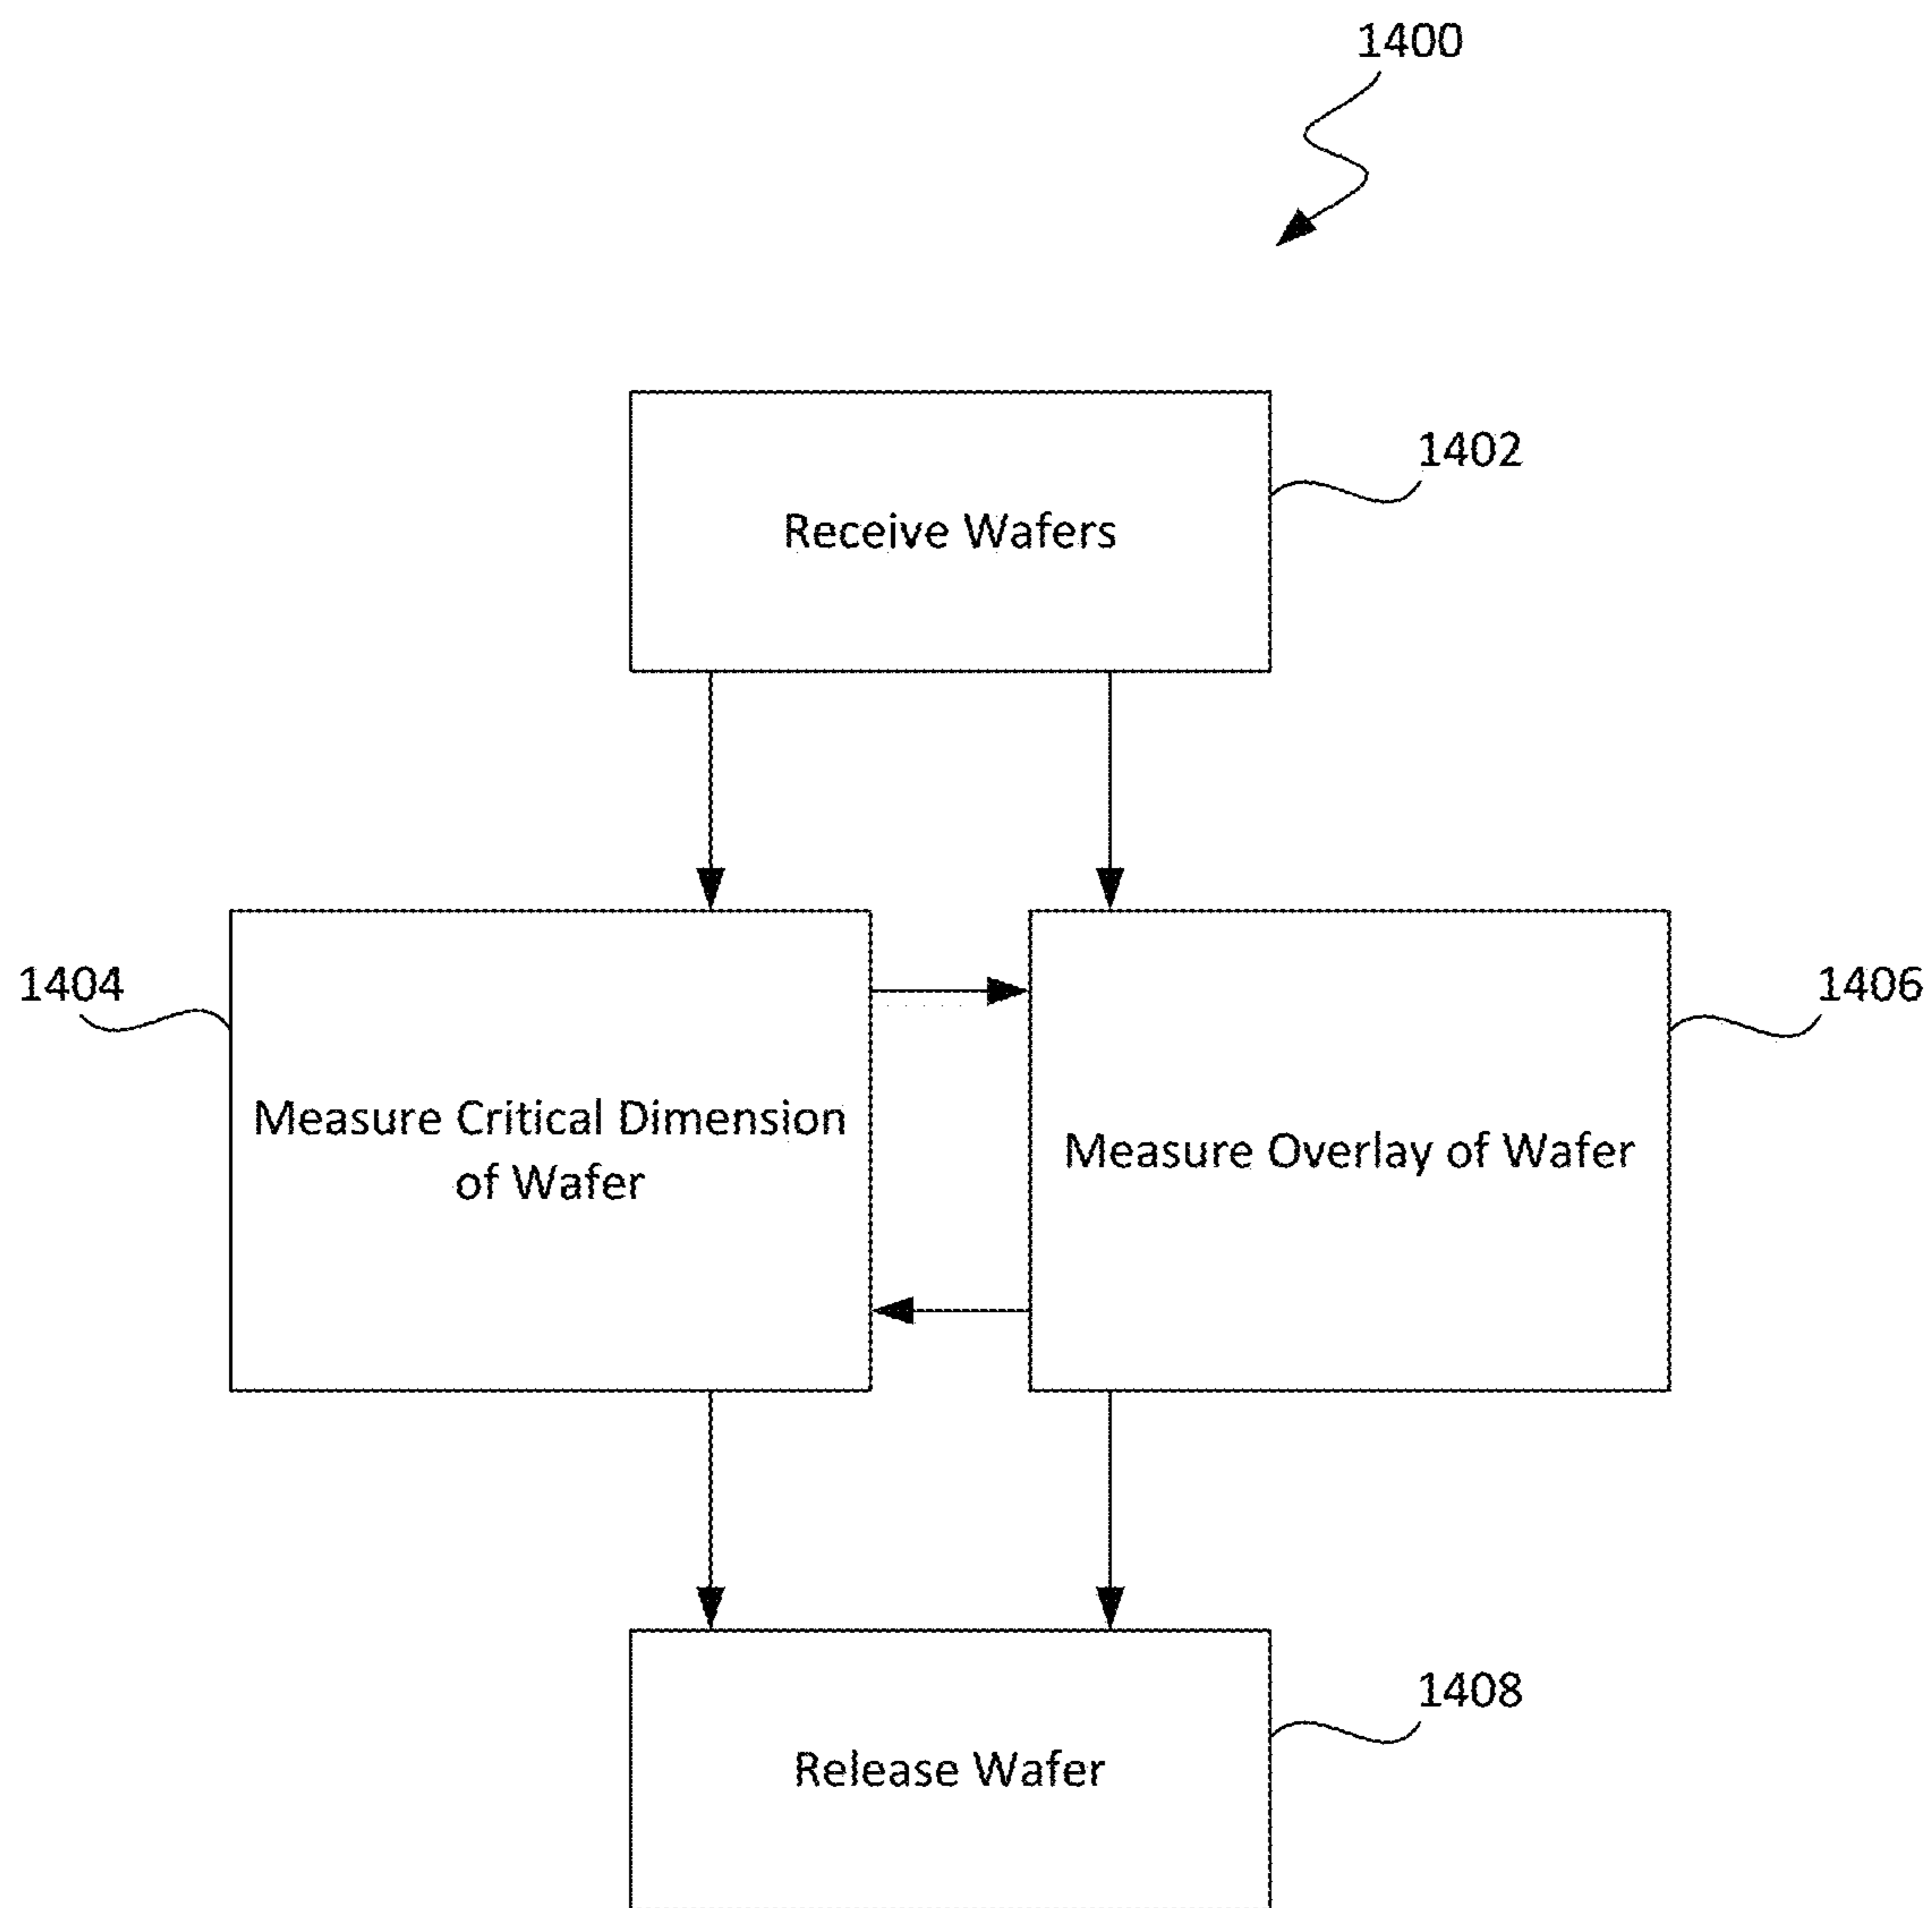 1400
1402
Receive Wafers
1404
1406
Measure Critical Dimension
of Wafer
Measure Overlay of Wafer
1408
Release Wafer